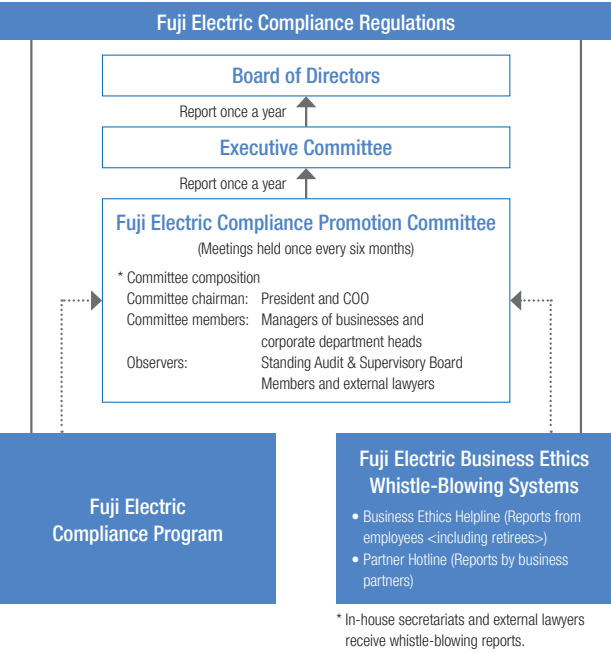 Fuji Electric Compliance Regulations
Board of Directors
Report once a year
Executive Committee
Report once a year
Fuji Electric Compliance Promotion Committee
(Meetings held once every six months)
* Committee composition
Committee chairman: President and COO
Committee members: Managers of businesses and
corporate department heads
Observers: Standing Audit & Supervisory Board
Members and external lawyers
Fuji Electric
Compliance Program
Fuji Electric Business Ethics
Whistle-Blowing Systems
• Business Ethics Helpline (Reports from
employees <including retirees>)
• Partner Hotline (Reports by business
partners)
* In-house secretariats and external lawyers
receive whistle-blowing reports.